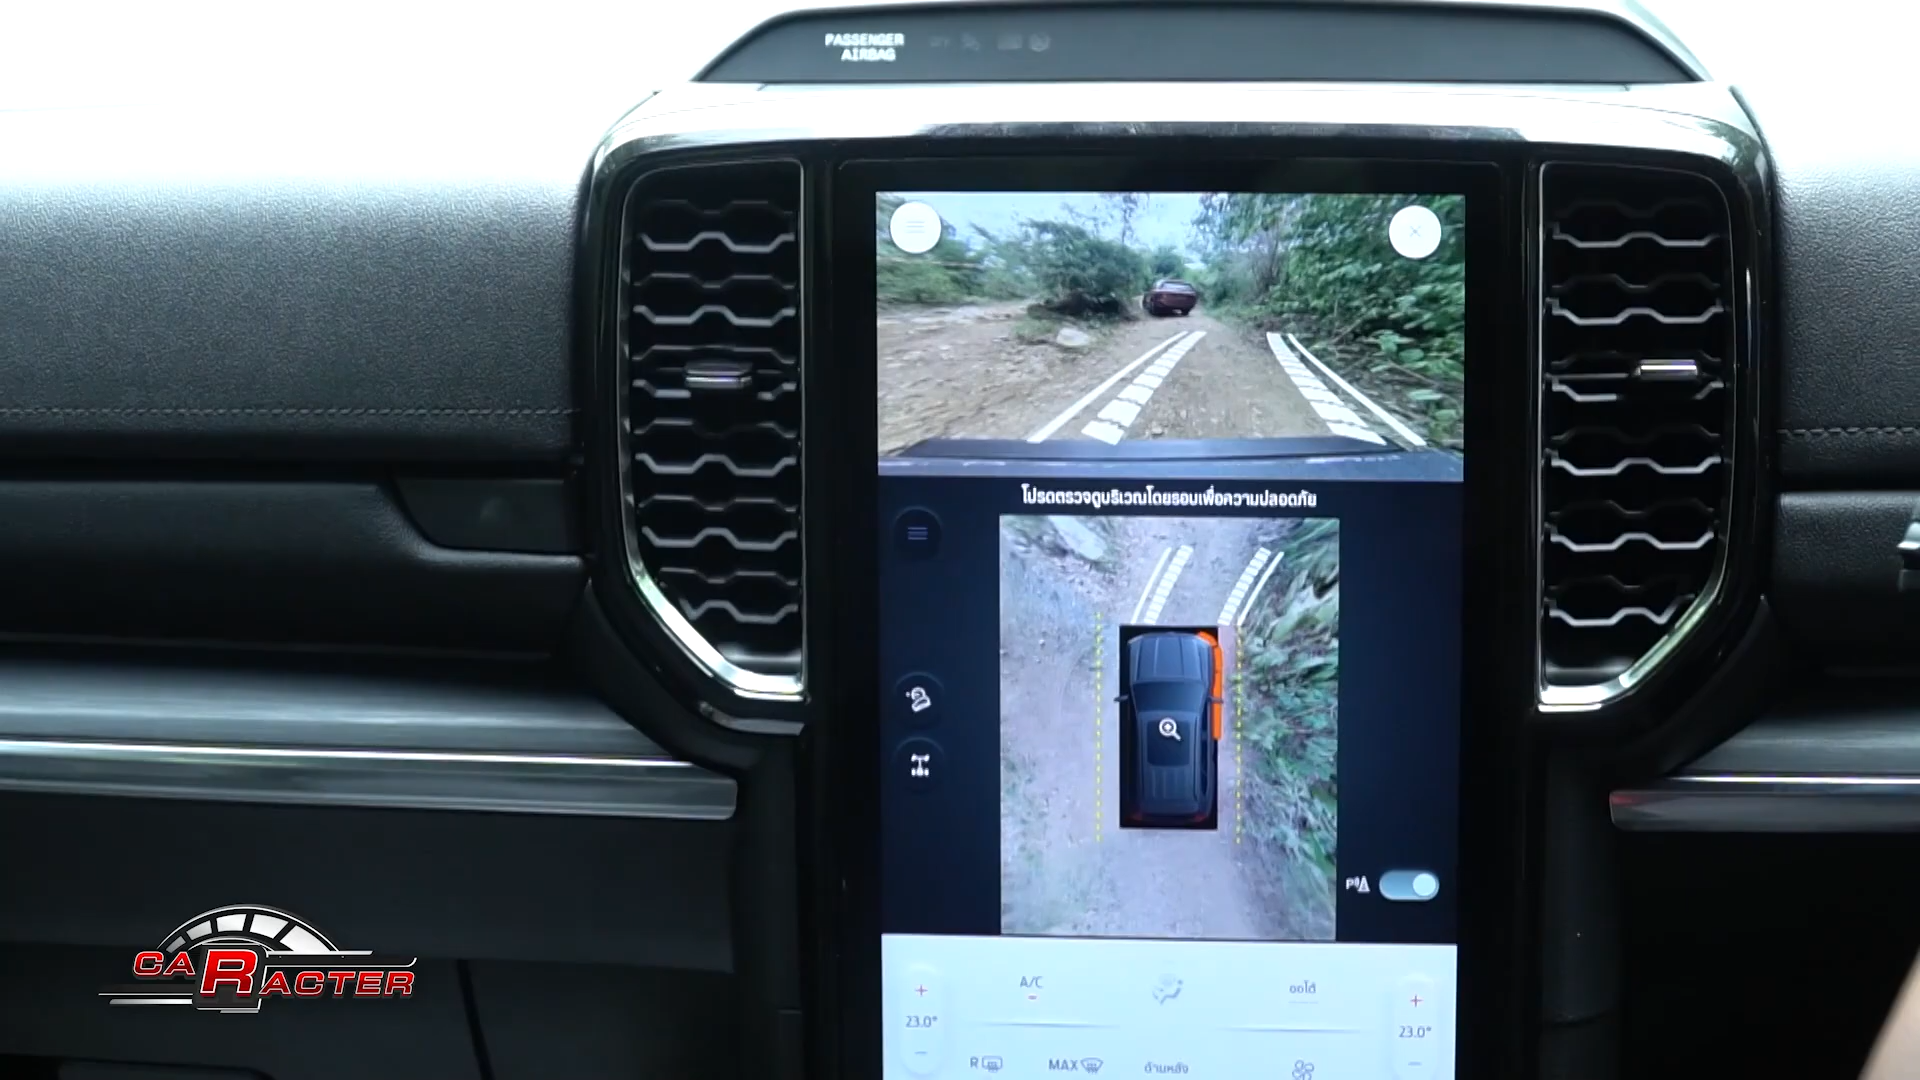 PASSENGER
AIRBAG
โปรดตรวจดูบริเวณโดยรอบเพื่อความปลอดภัย
P
A/C
ออโต้
23.0°
23.0°
R
MAX
ด้านหลัง
CARACTER